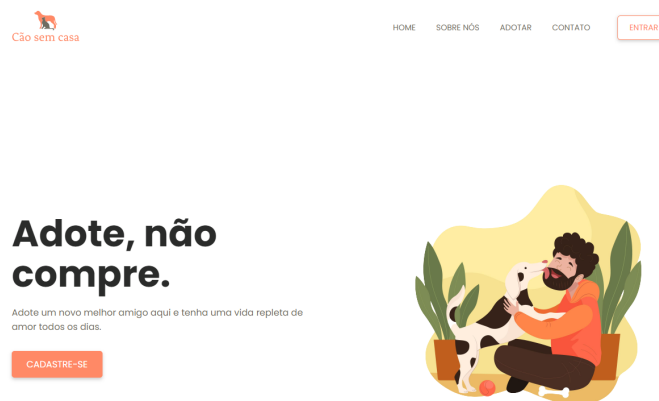 Cão sem casa
HOME SOBRE NÓS ADOTAR CONTATO ENTRAR
Adote, não
compre.
Adote um novo melhor amigo aqui e tenha uma vida repleta de
amor todos os dias.
CADASTRE-SE